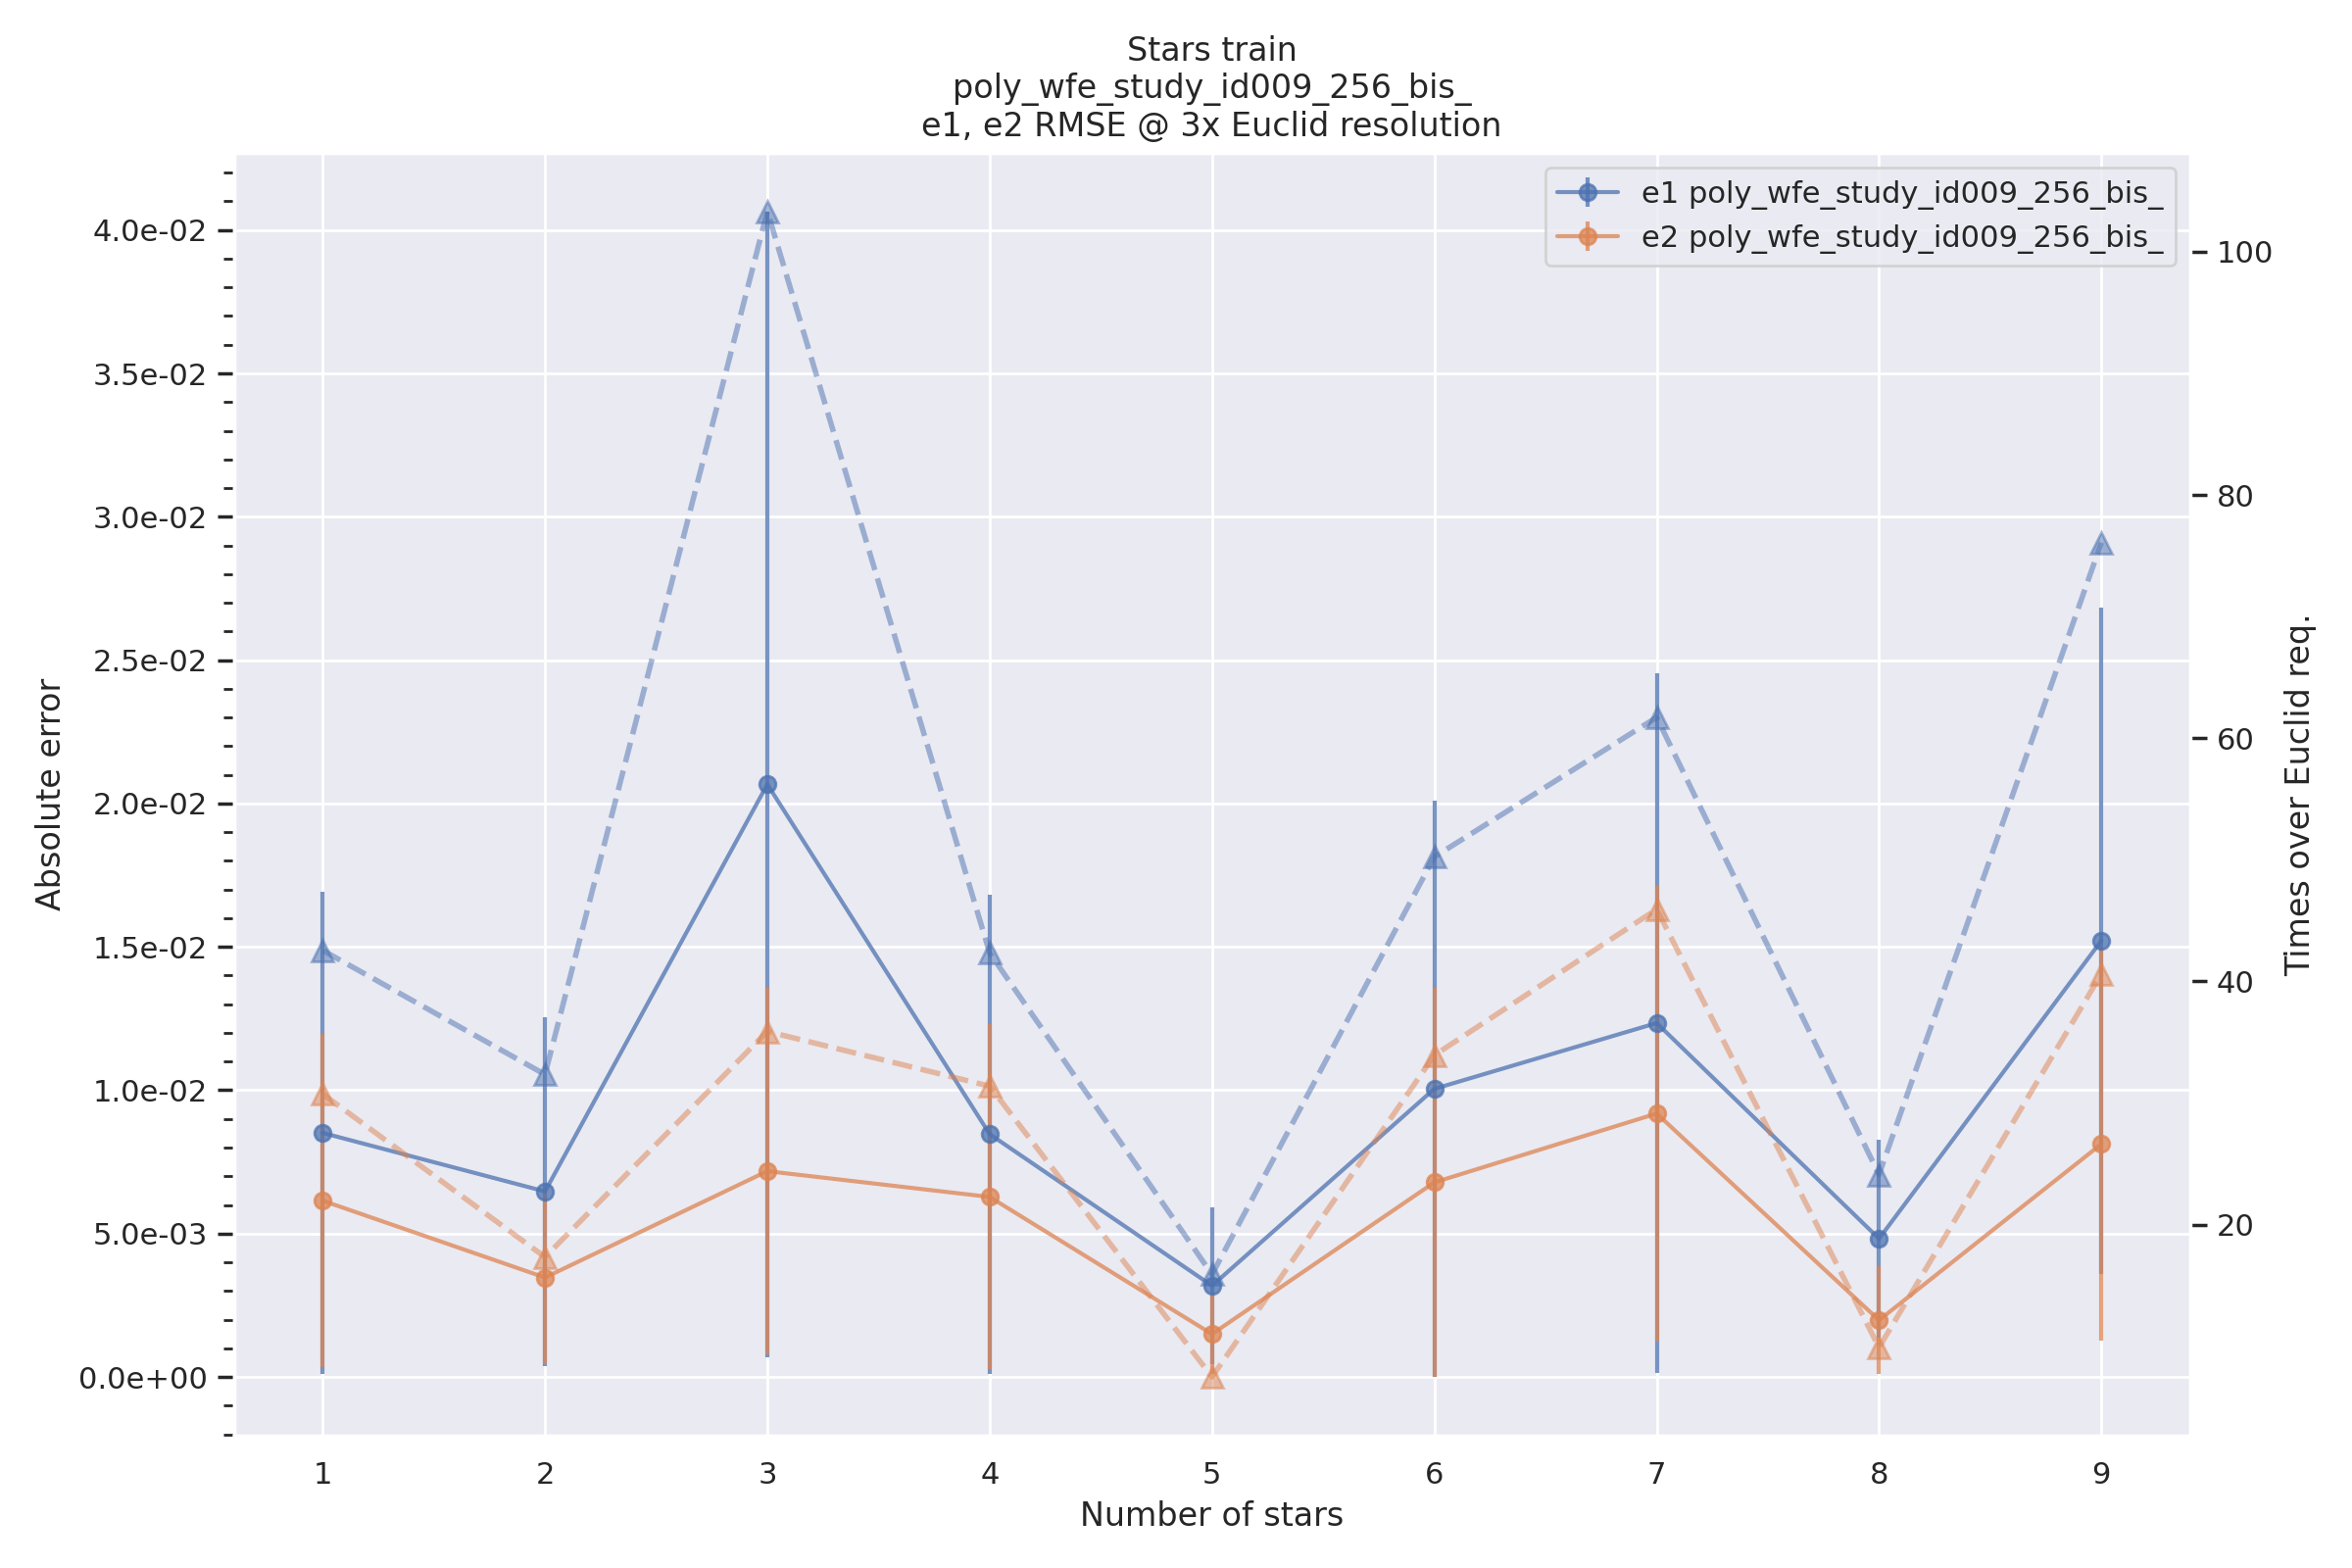 Stars train
poly_wfe_study_id009_256_bis_
e1, e2 RMSE @ 3x Euclid resolution
e1 poly_wfe_study_id009_256_bis_
e2 poly_wfe_study_id009_256_bis_
4.0e-02
3.5e-02
3.0e-02
2.5e-02
2.0e-02
1.5e-02
1.0e-02
5.0e-03
0.0e+00
Absolute error
100
80
60
40
20
Times over Euclid req.
1 2 3 4 5 6 7 8 9
Number of stars